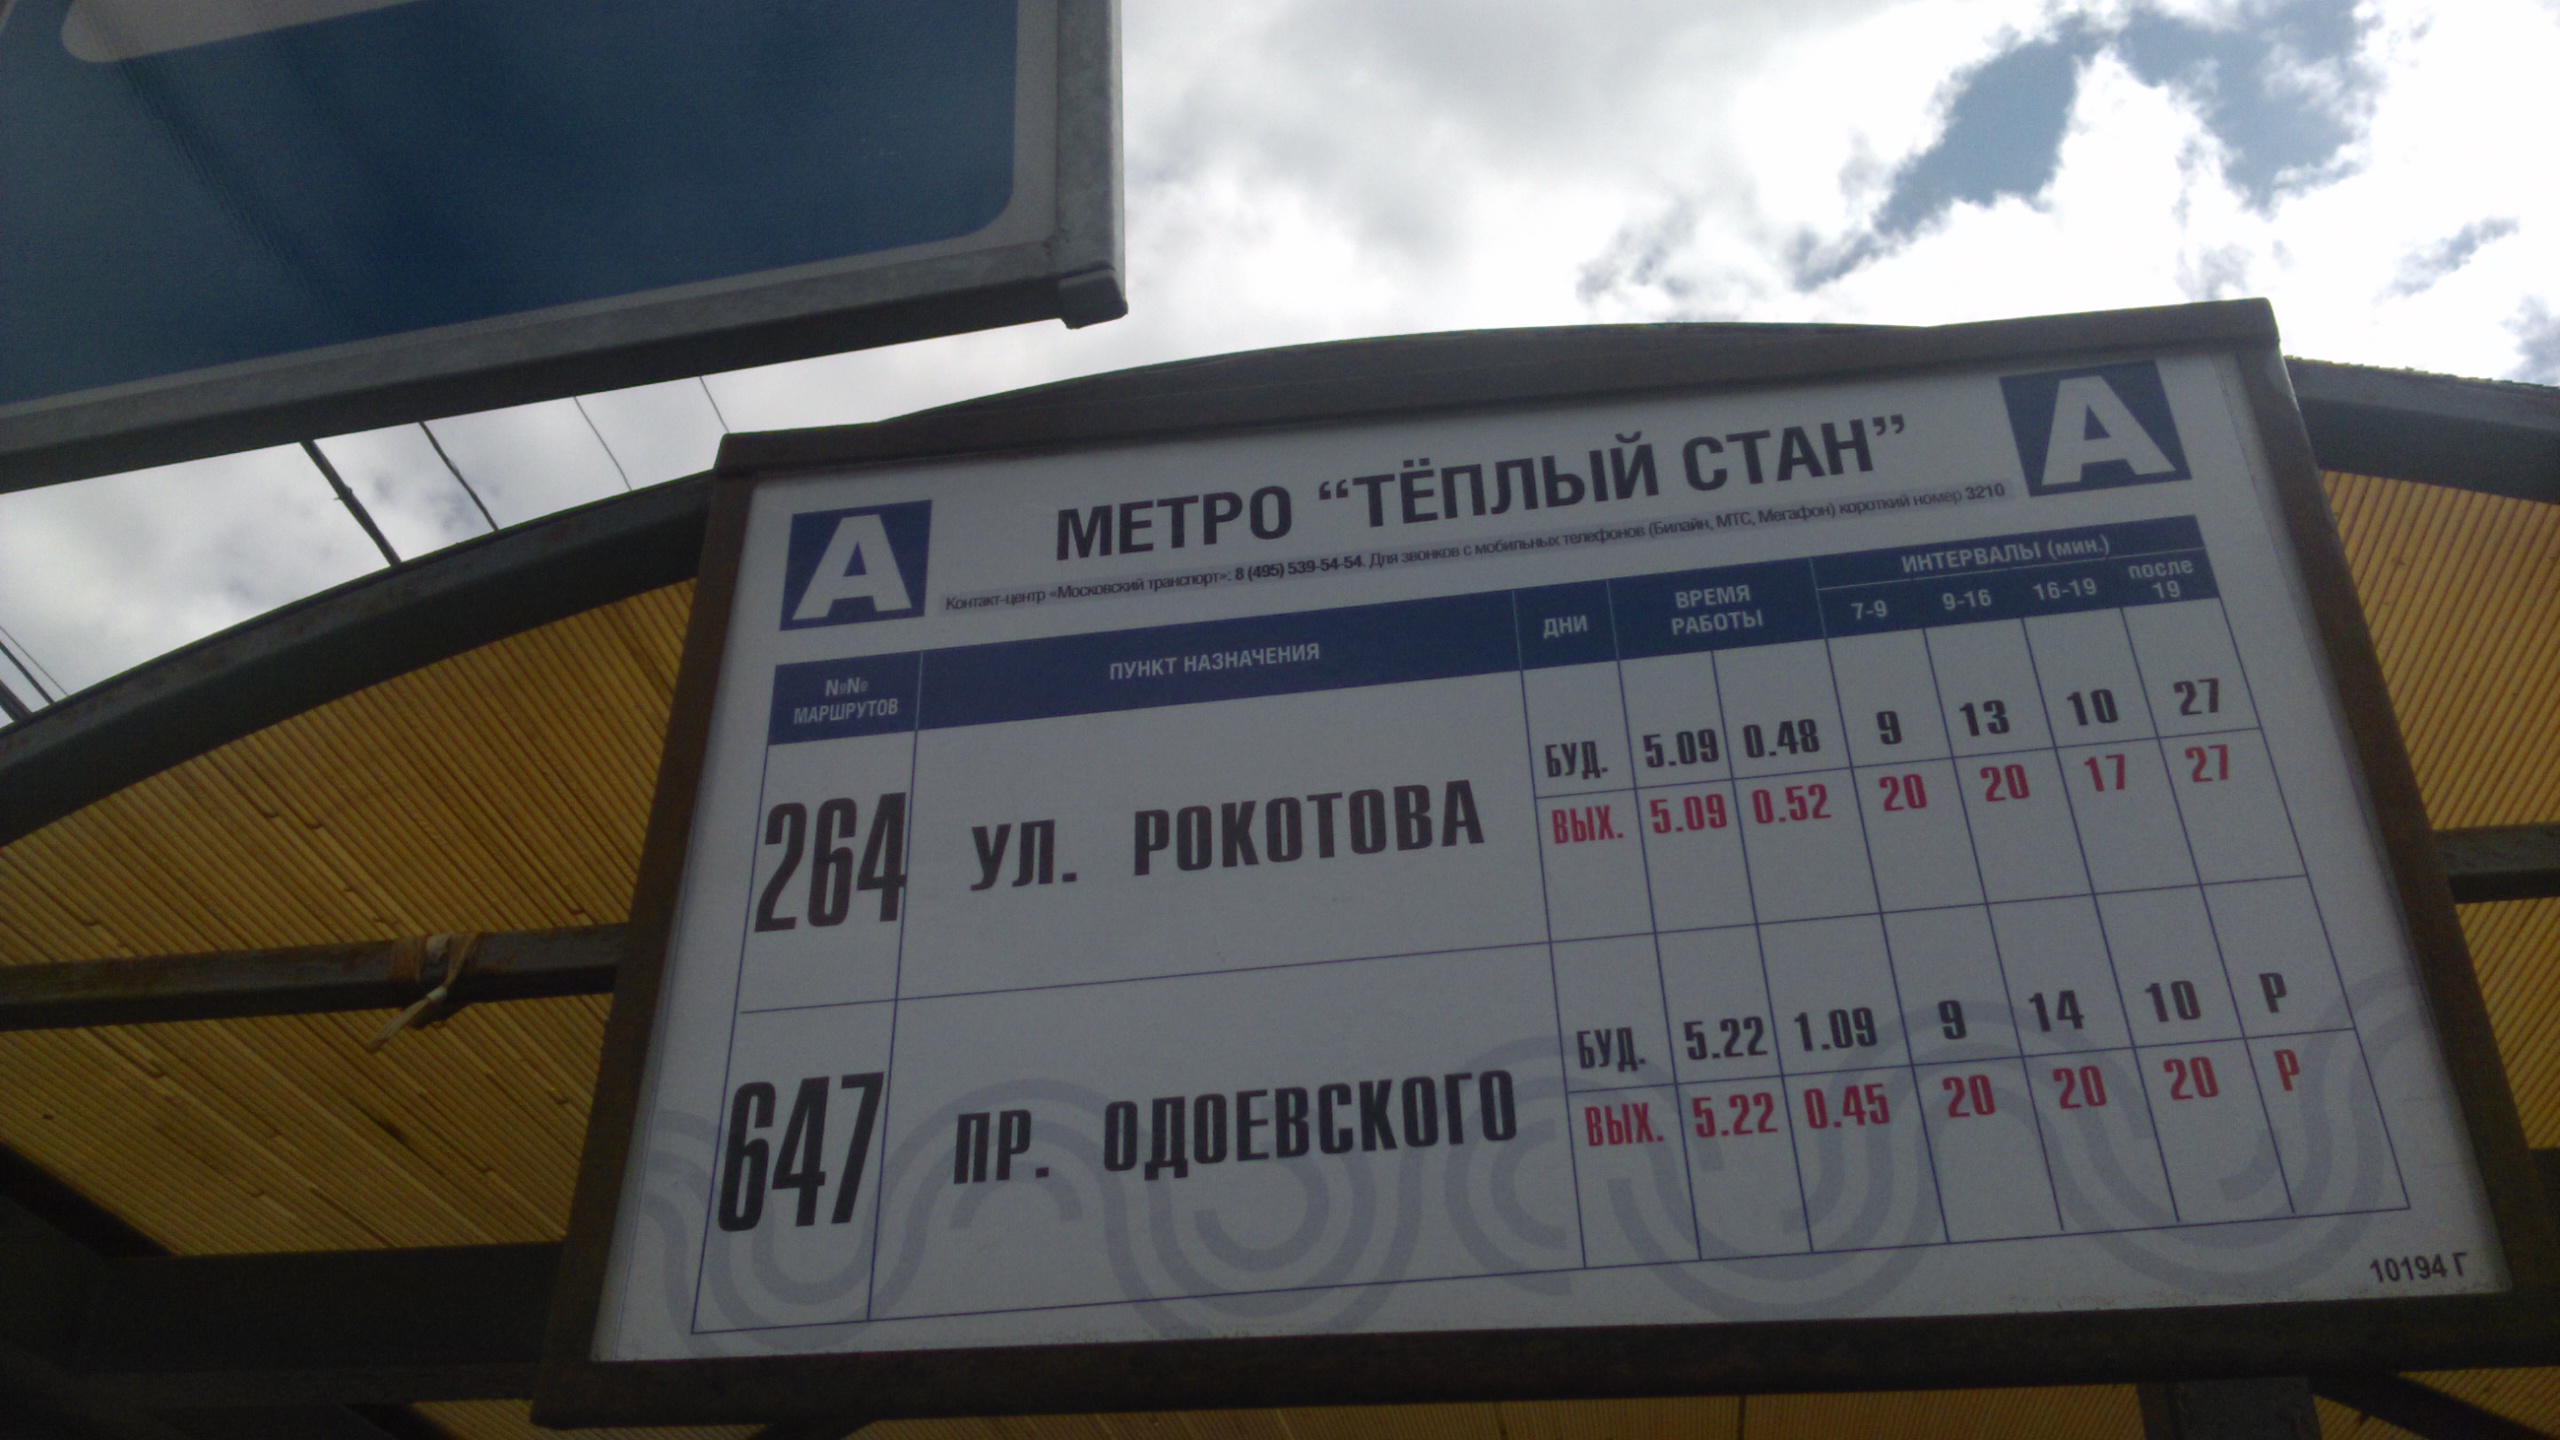 А МЕТРО “ТЁПЛЫЙ СТАН” А
Контакт-центр «Московский транспорт»: 8 (495) 539-54-54. Для звонков с мобильных телефонов (Билайн, МТС, Мегафон) короткий номер 3210
№№ МАРШРУТОВ ПУНКТ НАЗНАЧЕНИЯ ДНИ ВРЕМЯ РАБОТЫ ИНТЕРВАЛЫ (мин.)
7-9 9-16 16-19 после 19
264 УЛ. РОКОТОВА БУД. 5.09 0.48 9 13 10 27
ВЫХ. 5.09 0.52 20 20 17 27
647 ПР. ОДОЕВСКОГО БУД. 5.22 1.09 9 14 10 Р
ВЫХ. 5.22 0.45 20 20 20 Р
10194 Г